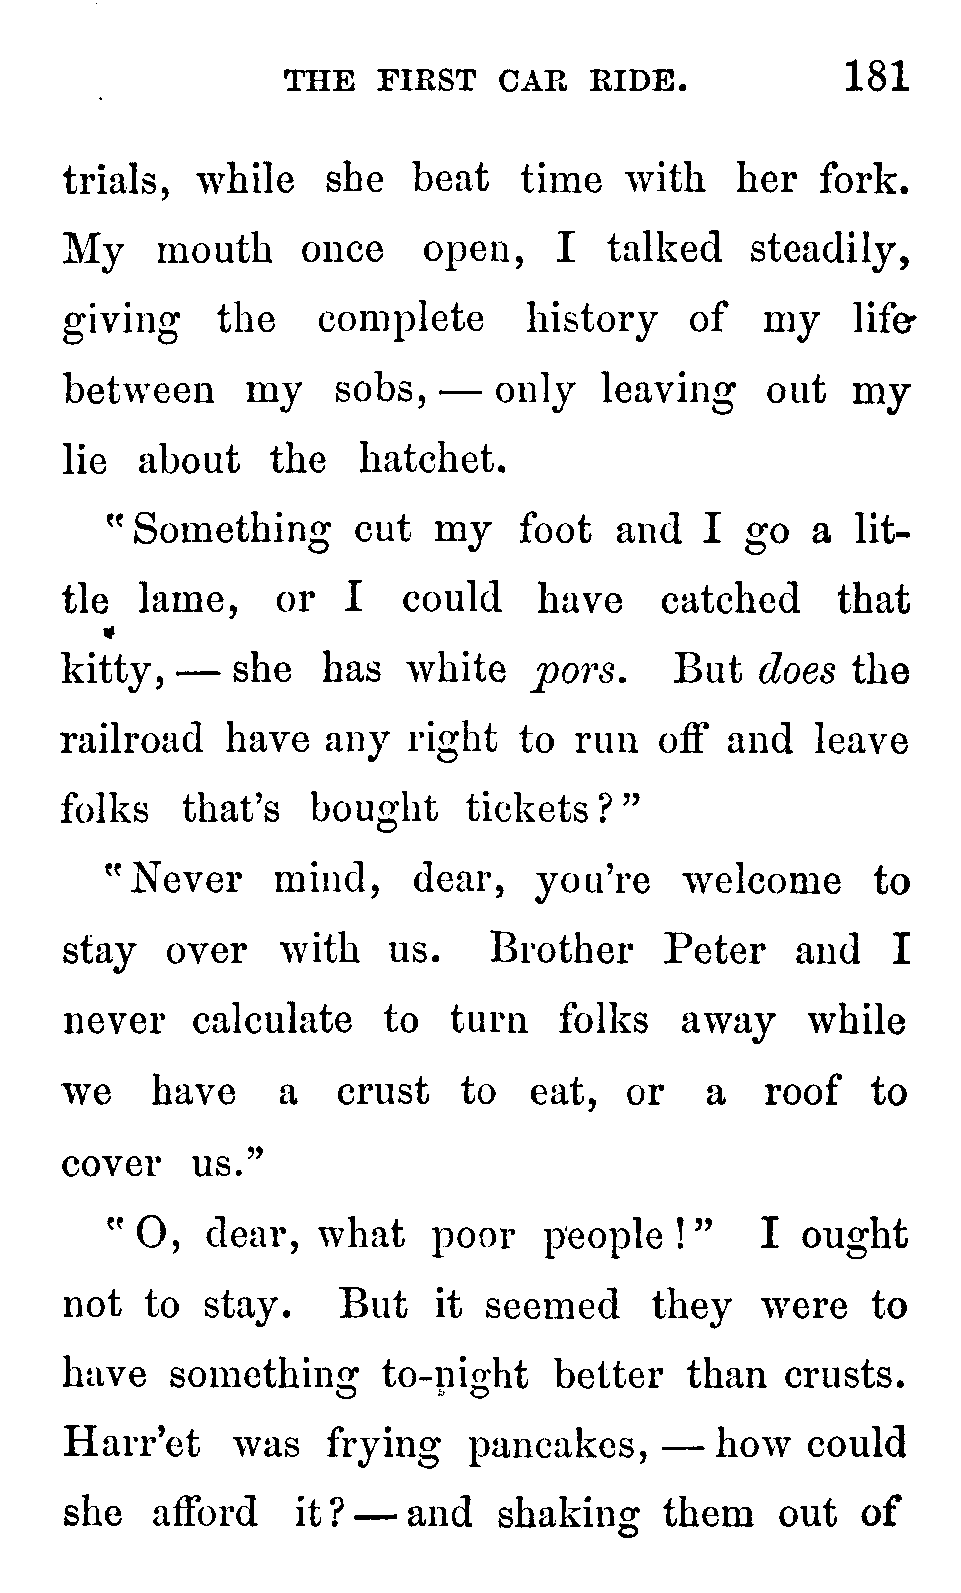 THE FIRST CAR RIDE. 181
trials, while she beat time with her fork.
My mouth once open, I talked steadily,
giving the complete history of my life
between my sobs, — only leaving out my
lie about the hatchet.
"Something cut my foot and I go a lit-
tle lame, or I could have catched that
kitty, — she has white pors. But does the
railroad have any right to run off and leave
folks that's bought tickets?"
"Never mind, dear, you're welcome to
stay over with us. Brother Peter and I
never calculate to turn folks away while
we have a crust to eat, or a roof to
cover us."
"O, dear, what poor people!" I ought
not to stay. But it seemed they were to
have something to-night better than crusts.
Harr'et was frying pancakes, — how could
she afford it? — and shaking them out of